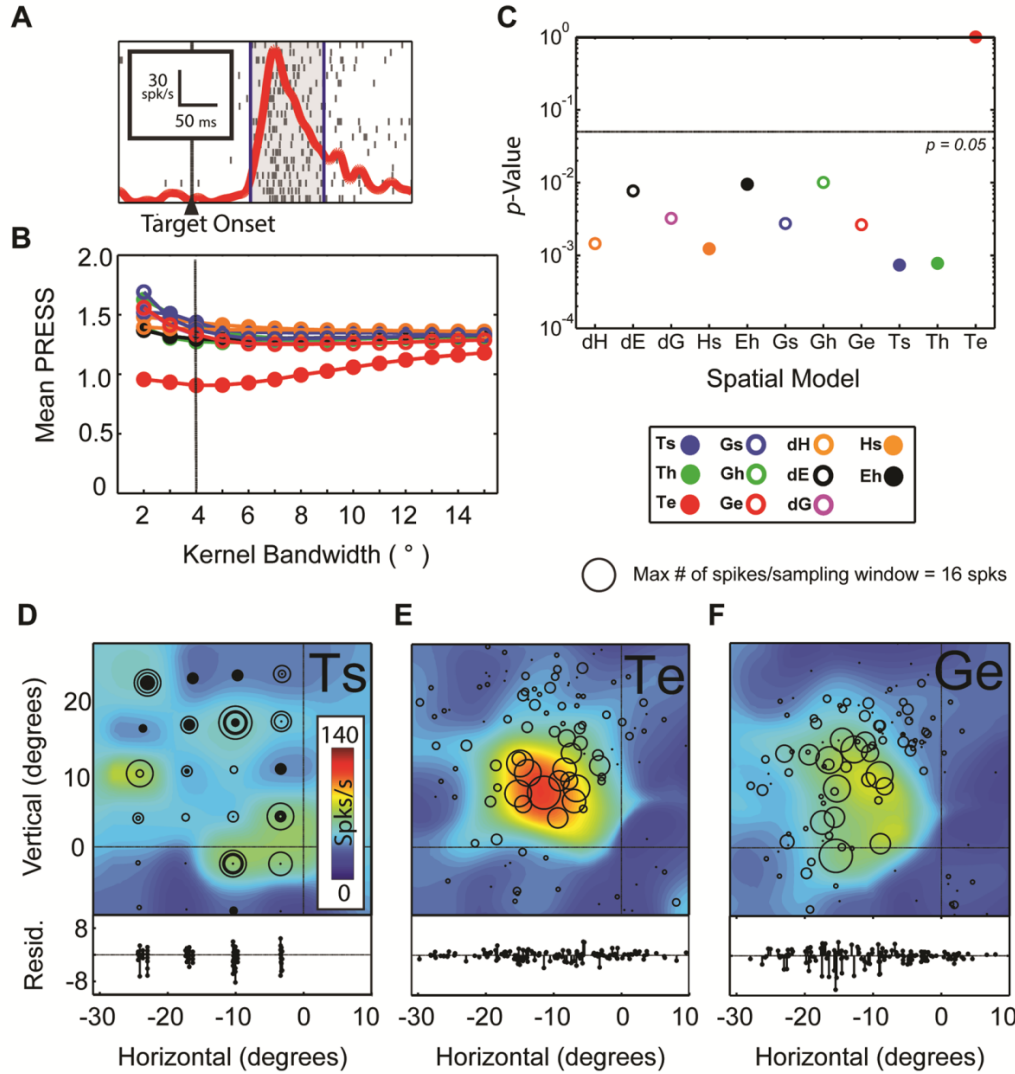 A
30
spk/s
50 ms
Target Onset
B
Mean PRESS
2.0
1.5
1.0
0.5
0
2 4 6 8 10 12 14
Kernel Bandwidth ( ° )
C
p-Value
10⁰
10⁻¹
10⁻²
10⁻³
10⁻⁴
p = 0.05
dH dE dG Hs Eh Gs Gh Ge Ts Th Te
Spatial Model
Ts Gs dH Hs
Th Gh dE Eh
Te Ge dG
Max # of spikes/sampling window = 16 spks
D
Ts
Vertical (degrees)
20
10
0
140
Spks/s
0
Resid.
8
-8
-30 -20 -10 0 10
Horizontal (degrees)
E
Te
-30 -20 -10 0 10
Horizontal (degrees)
F
Ge
-30 -20 -10 0 10
Horizontal (degrees)